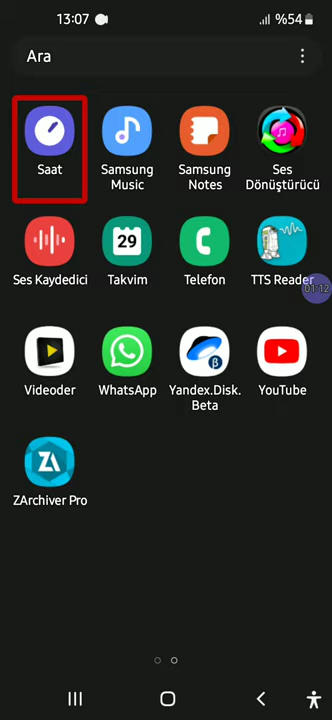 13:07
%54
Ara
Saat
Samsung
Music
Samsung
Notes
Ses
Dönüştürücü
Ses Kaydedici
29
Takvim
Telefon
TTS Reader
01:12
Videoder
WhatsApp
β
Yandex.Disk.
Beta
YouTube
ZA
ZArchiver Pro